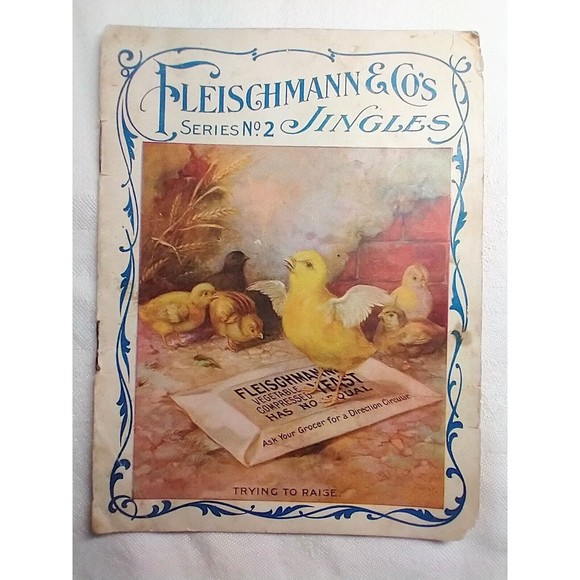 FLEISCHMANN & CO'S
SERIES No 2 JINGLES
FLEISCHMANN
VEGETABLE
COMPRESSED YEAST
HAS NO EQUAL
Ask Your Grocer for a Direction Circular
TRYING TO RAISE.